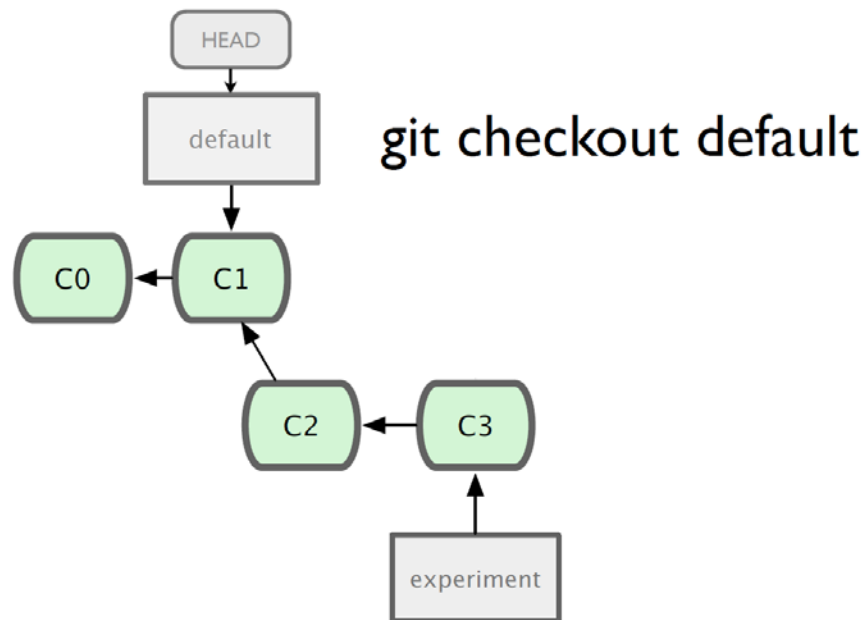 HEAD
default
git checkout default
C0
C1
C2
C3
experiment